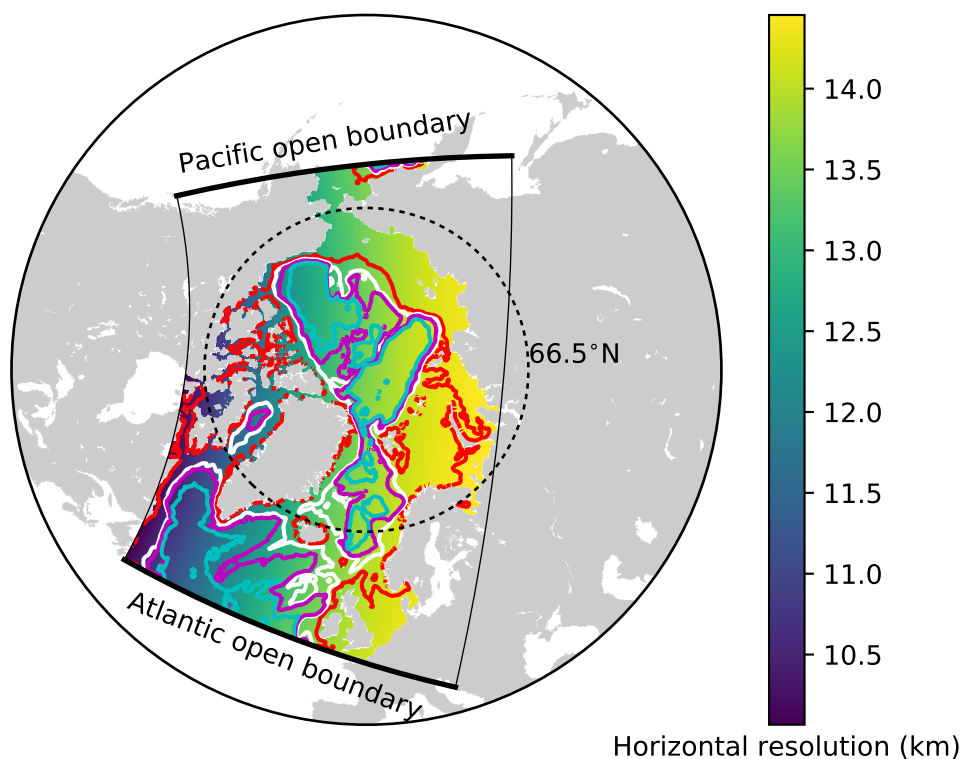 Pacific open boundary
66.5°N
Atlantic open boundary
14.0
13.5
13.0
12.5
12.0
11.5
11.0
10.5
Horizontal resolution (km)